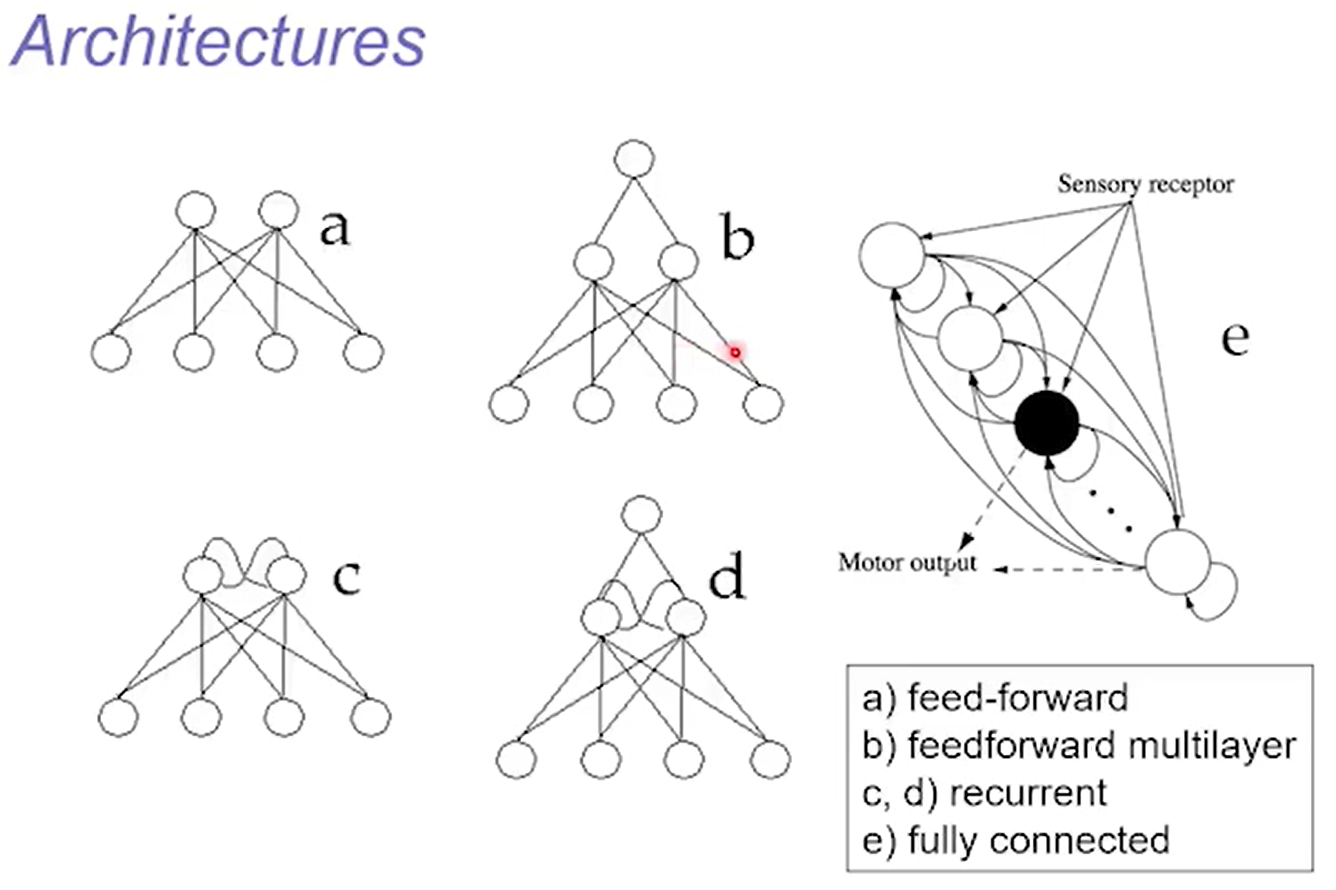 Architectures
a
b
Sensory receptor
e
Motor output
c
d
a) feed-forward
b) feedforward multilayer
c, d) recurrent
e) fully connected